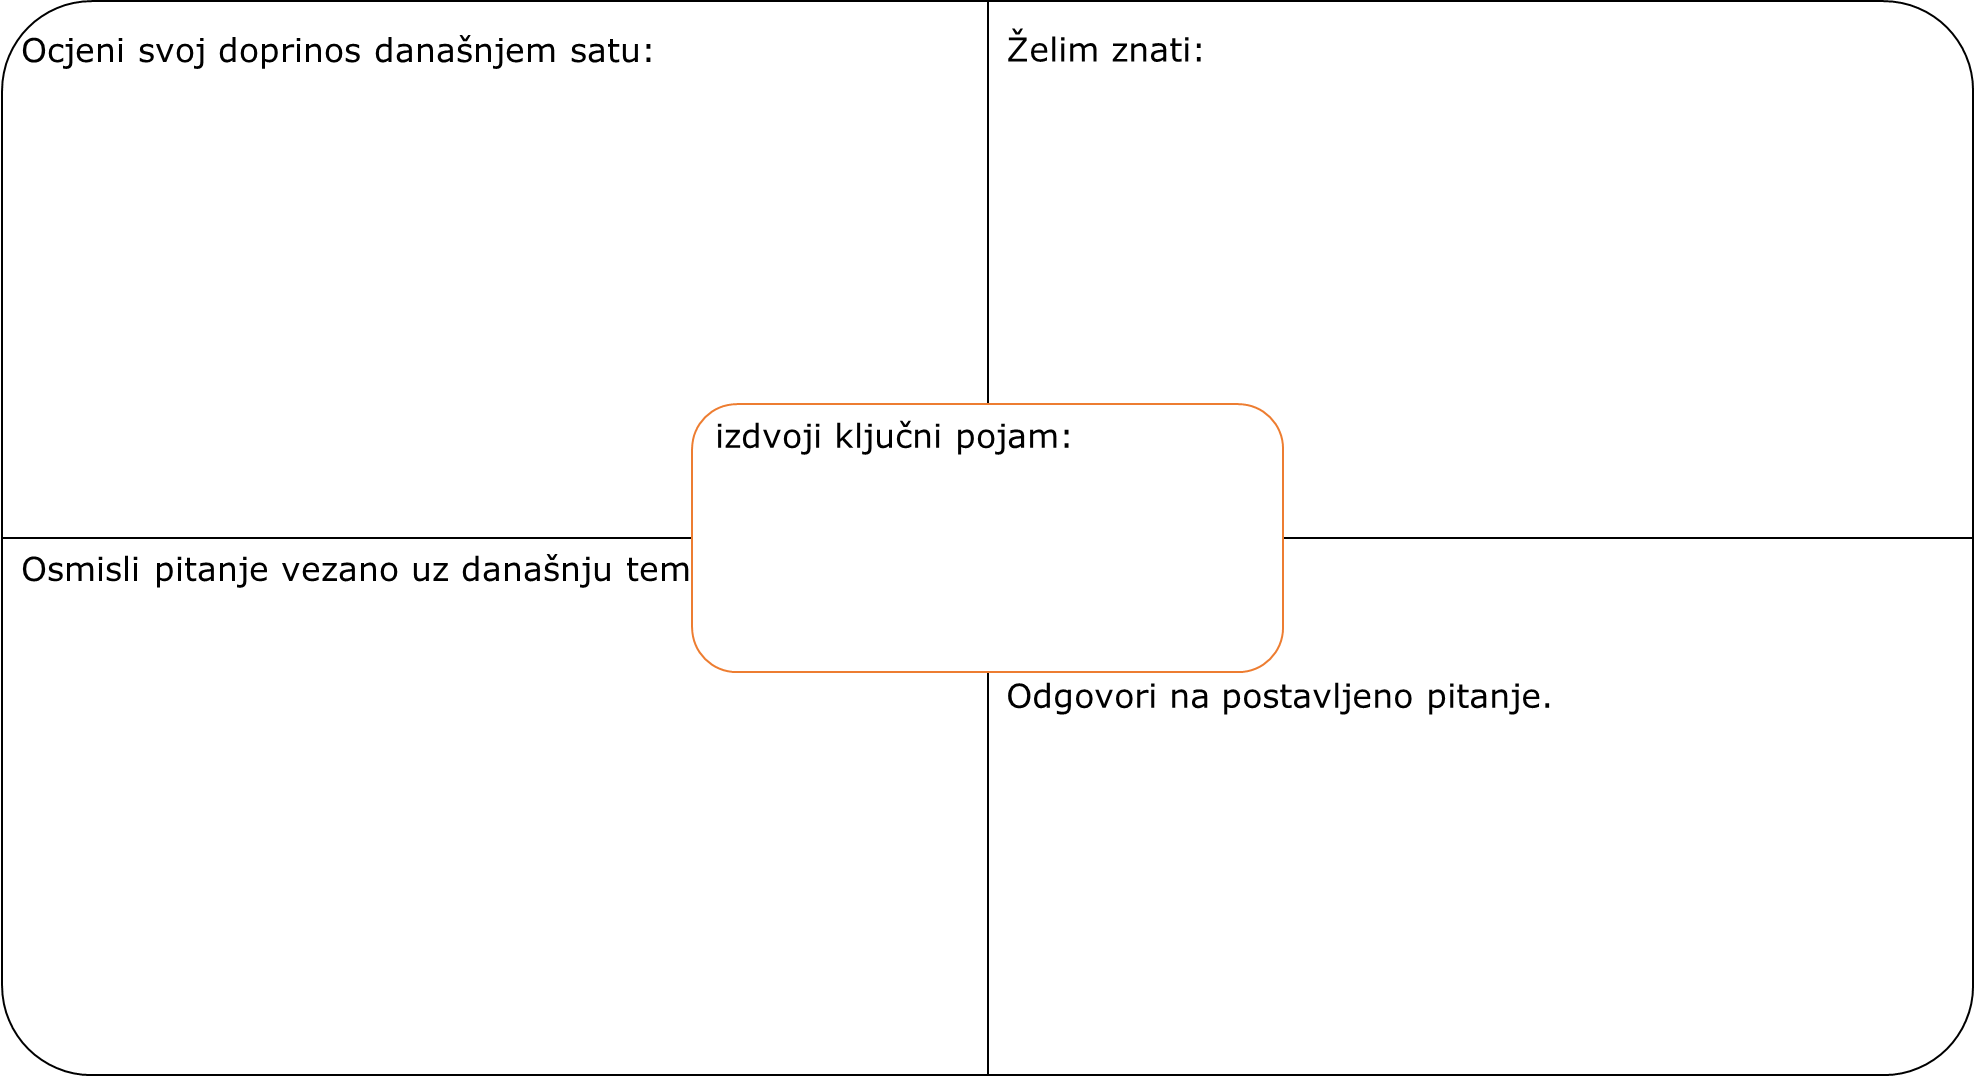 Ocjeni svoj doprinos današnjem satu:
Želim znati:
izdvoji ključni pojam:
Osmisli pitanje vezano uz današnju tem
Odgovori na postavljeno pitanje.